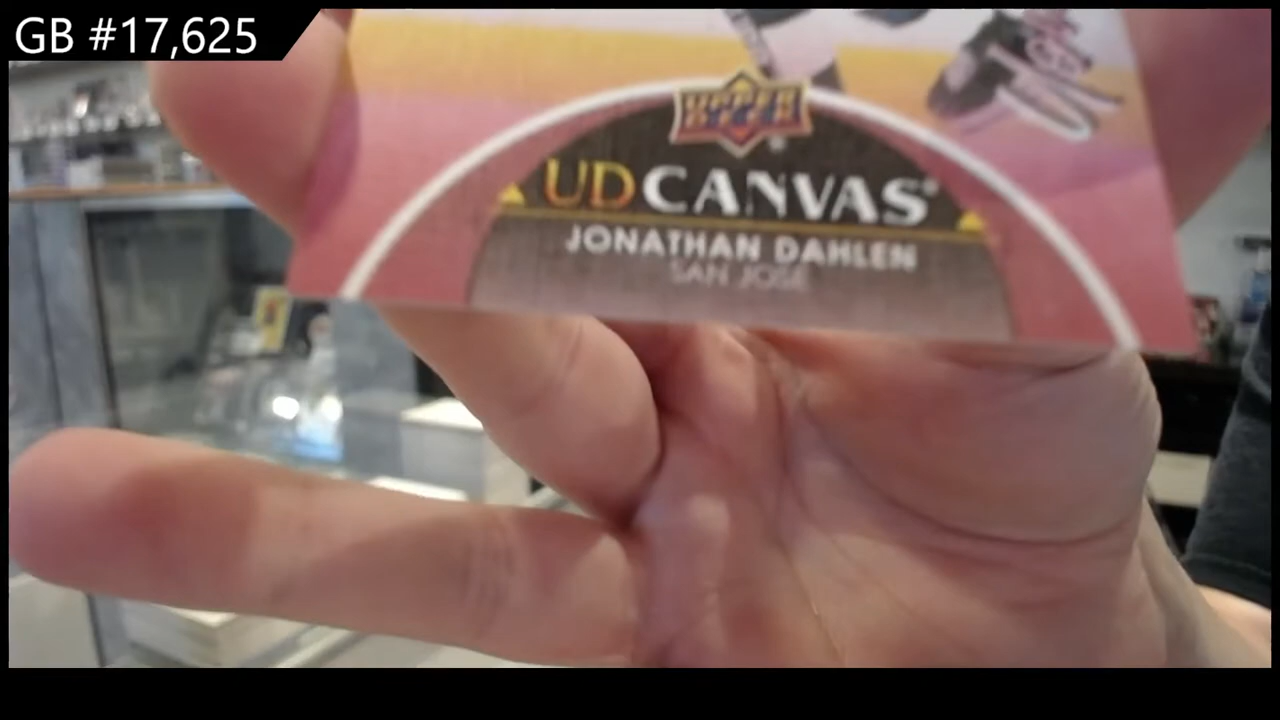 GB #17,625
UPPER
DECK
UD CANVAS®
JONATHAN DAHLEN
SAN JOSE